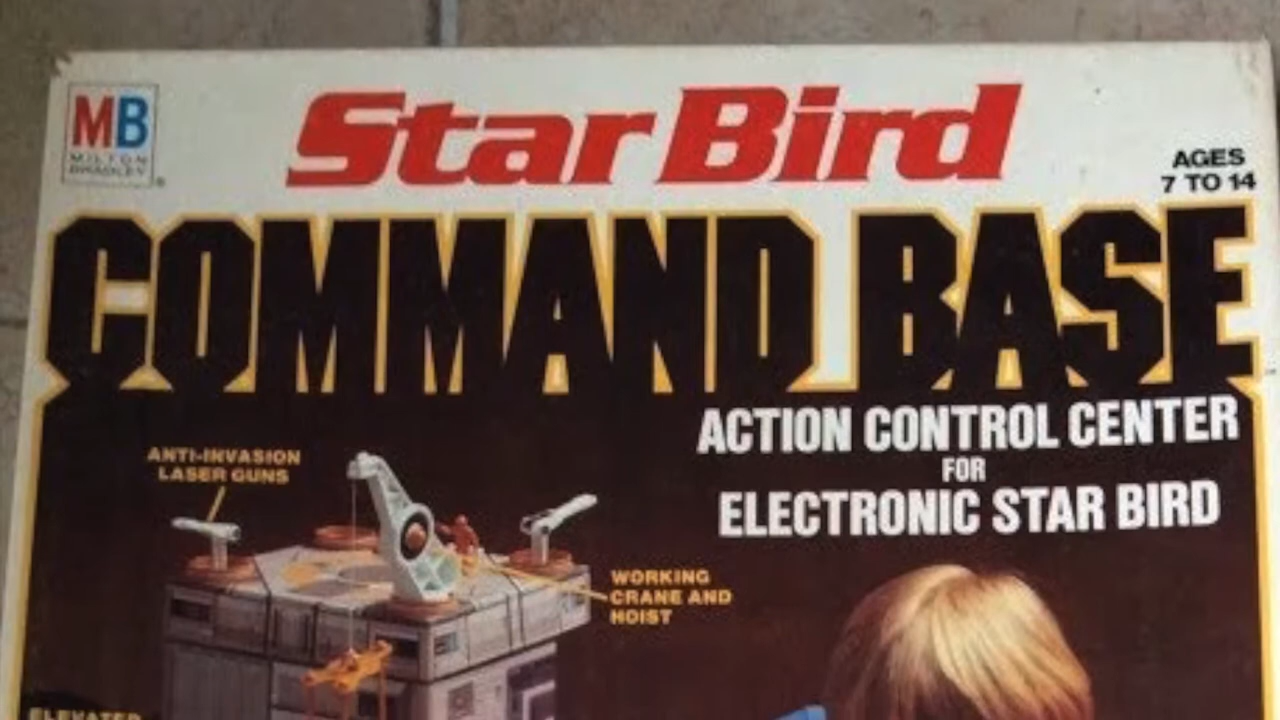 MB
MILTON
BRADLEY
®
Star Bird
AGES
7 TO 14
COMMAND BASE
ACTION CONTROL CENTER
FOR
ELECTRONIC STAR BIRD
ANTI-INVASION
LASER GUNS
WORKING
CRANE AND
HOIST
ELEVATER